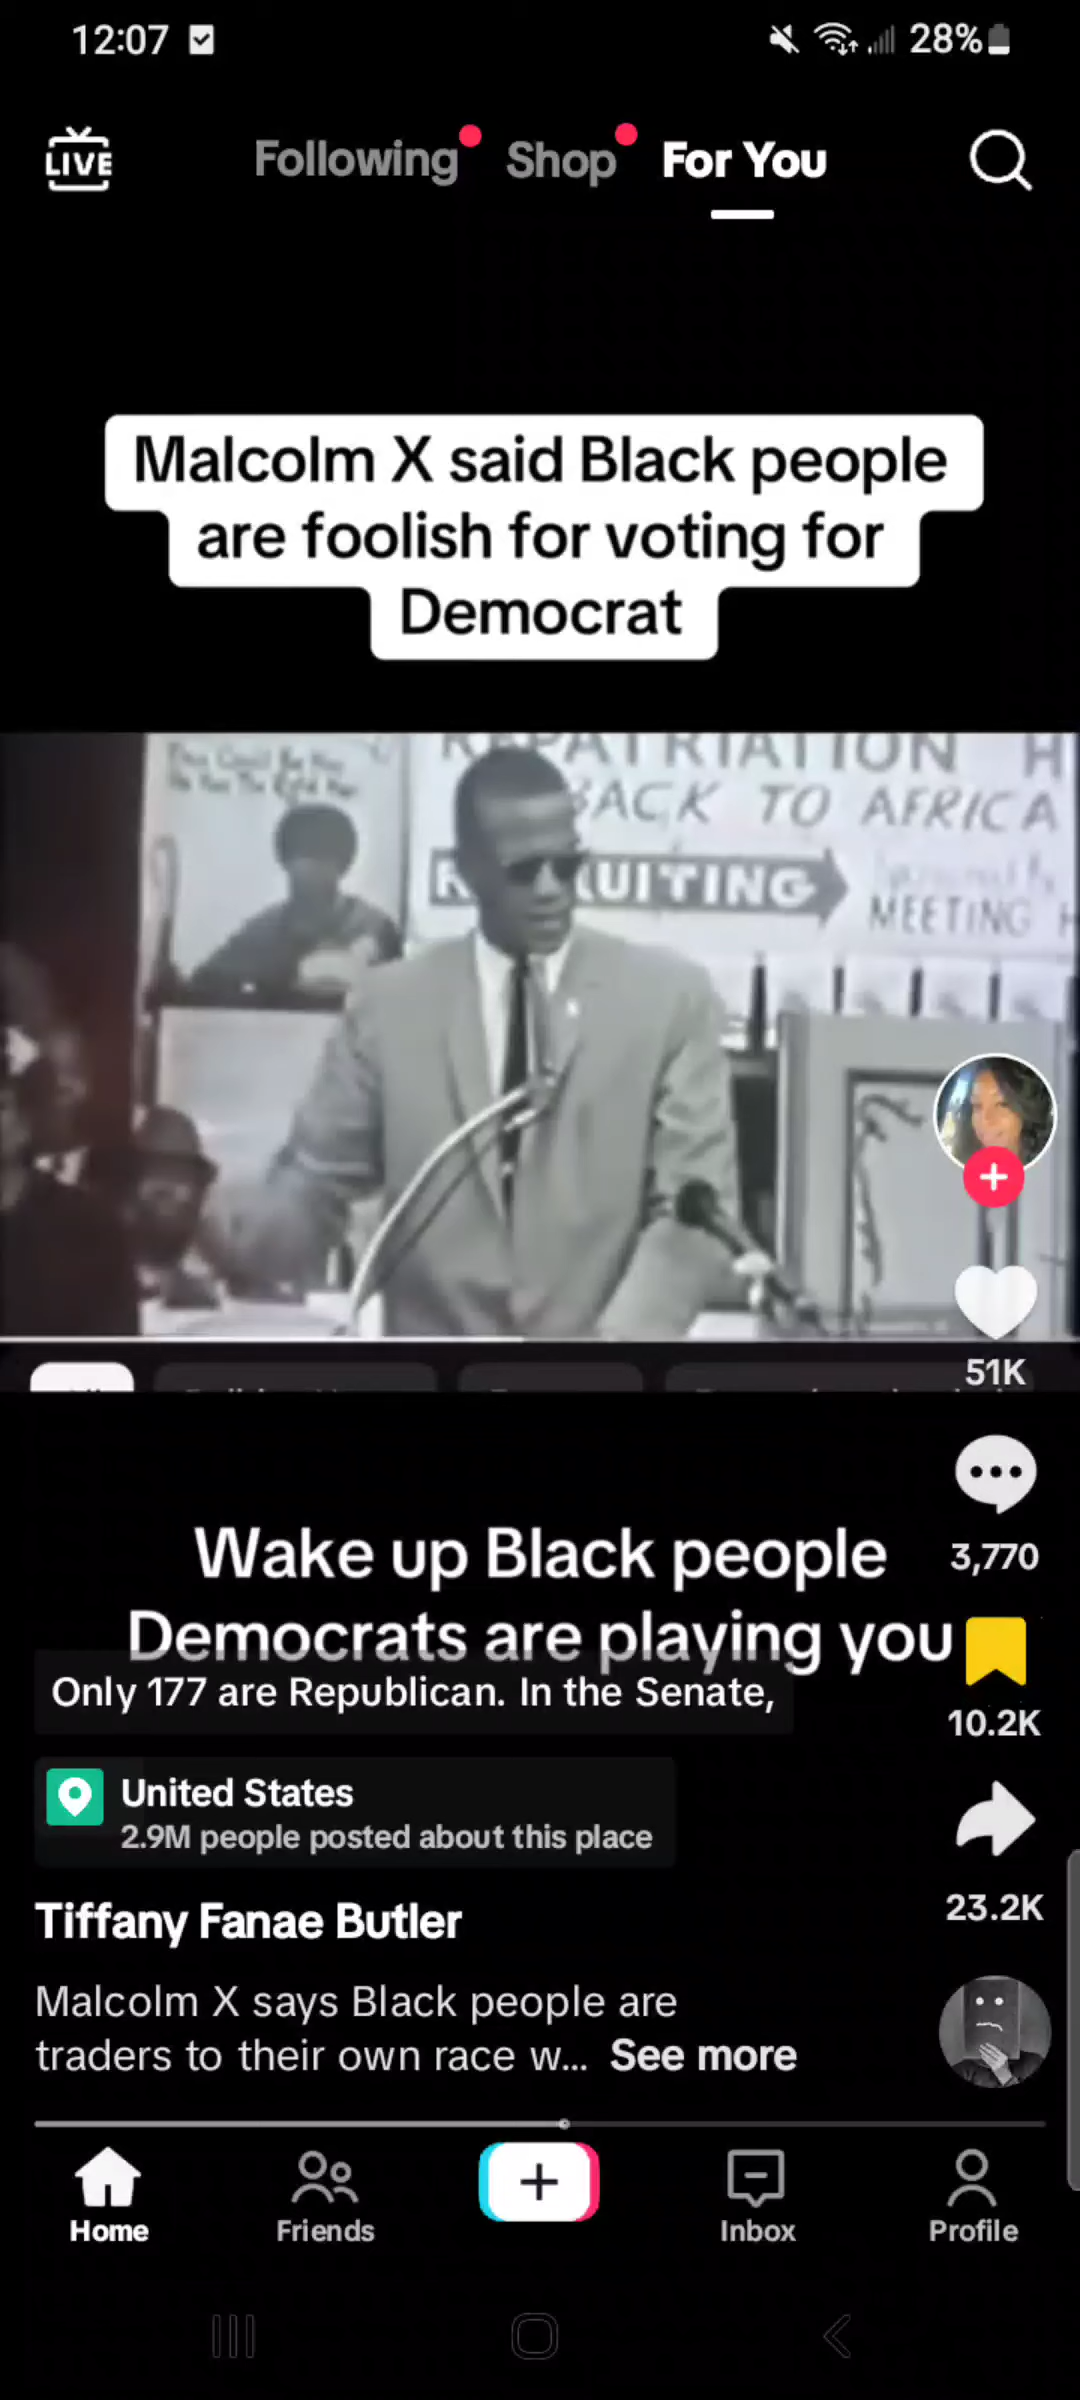 12:07
28%
LIVE
Following
Shop
For You
Malcolm X said Black people
are foolish for voting for
Democrat
REPATRIATION H
BACK TO AFRICA
UITING
MEETING H
51K
Wake up Black people
3,770
Democrats are playing you
Only 177 are Republican. In the Senate,
10.2K
United States
2.9M people posted about this place
Tiffany Fanae Butler
23.2K
Malcolm X says Black people are
traders to their own race w... See more
Home
Friends
Inbox
Profile